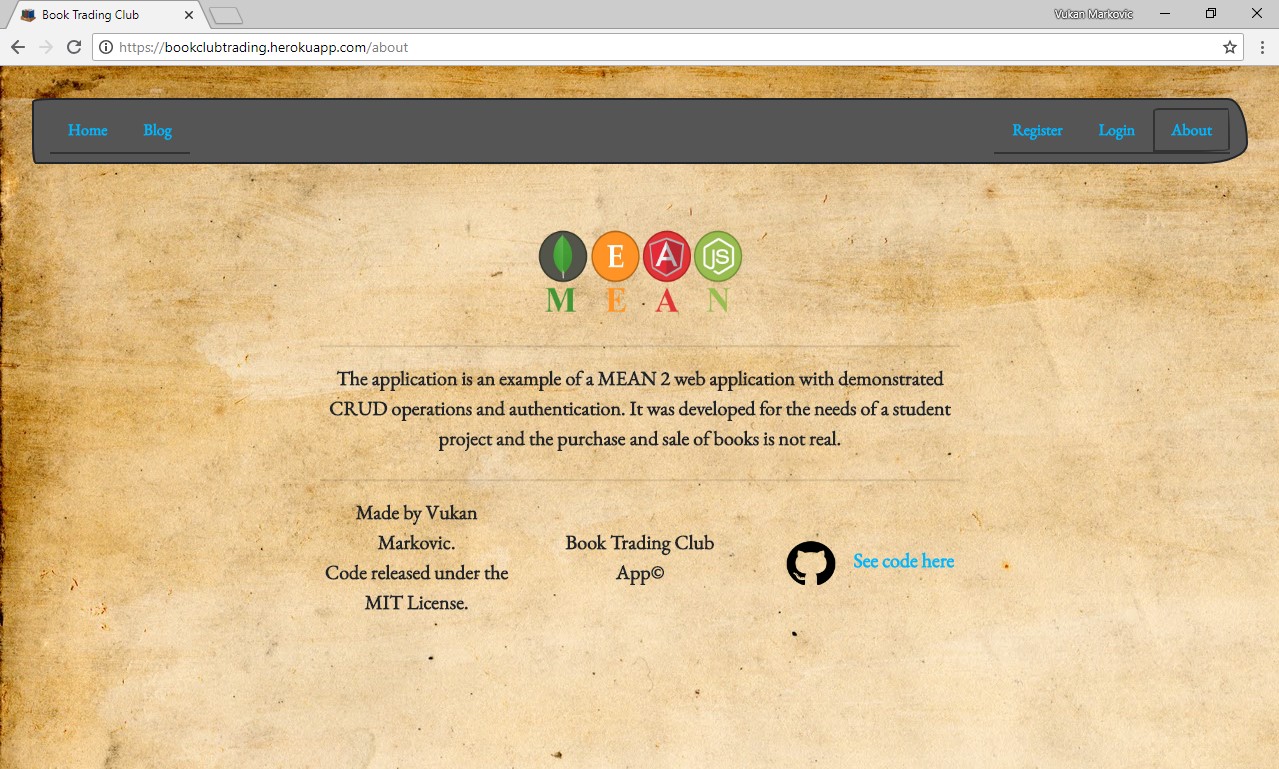 Book Trading Club
Vukan Markovic
https://bookclubtrading.herokuapp.com/about
Home Blog Register Login About
E JS
M E A N
The application is an example of a MEAN 2 web application with demonstrated
CRUD operations and authentication. It was developed for the needs of a student
project and the purchase and sale of books is not real.
Made by Vukan
Markovic.
Code released under the
MIT License.
Book Trading Club
App©
See code here